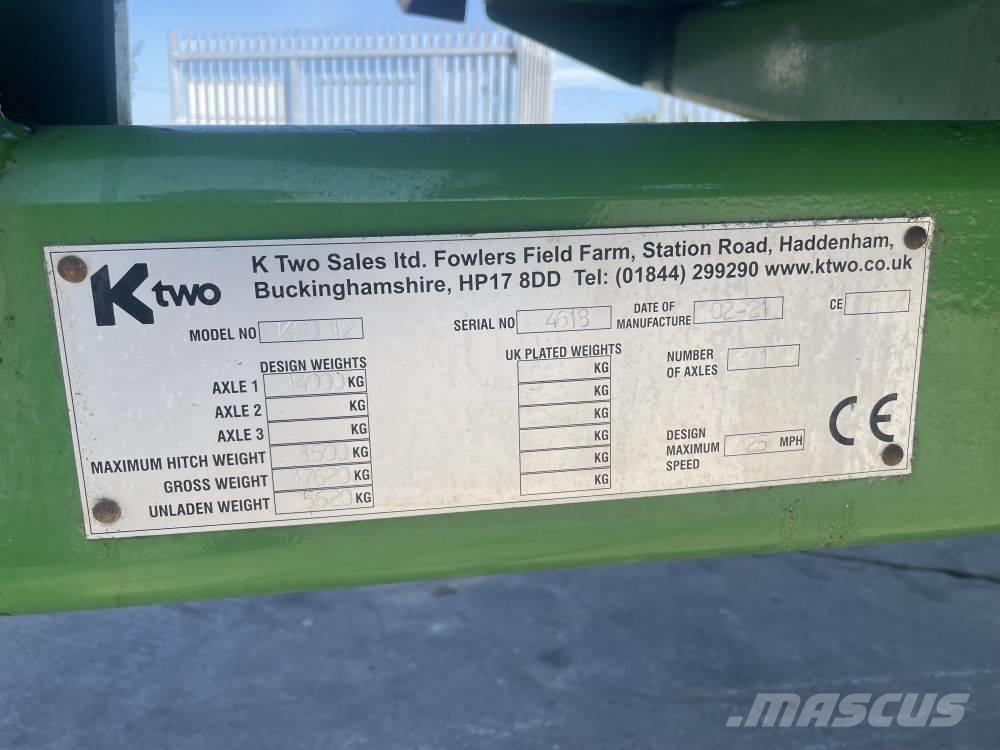 K two
K Two Sales ltd. Fowlers Field Farm, Station Road, Haddenham,
Buckinghamshire, HP17 8DD Tel: (01844) 299290 www.ktwo.co.uk
MODEL NO
SERIAL NO 4618
DATE OF MANUFACTURE 02-21
CE
DESIGN WEIGHTS
AXLE 1 14000 KG
AXLE 2 KG
AXLE 3 KG
MAXIMUM HITCH WEIGHT 3500 KG
GROSS WEIGHT 17620 KG
UNLADEN WEIGHT 5620 KG
UK PLATED WEIGHTS
KG
KG
KG
KG
KG
KG
NUMBER OF AXLES 1
DESIGN MAXIMUM SPEED 25 MPH
CE
MASCUS